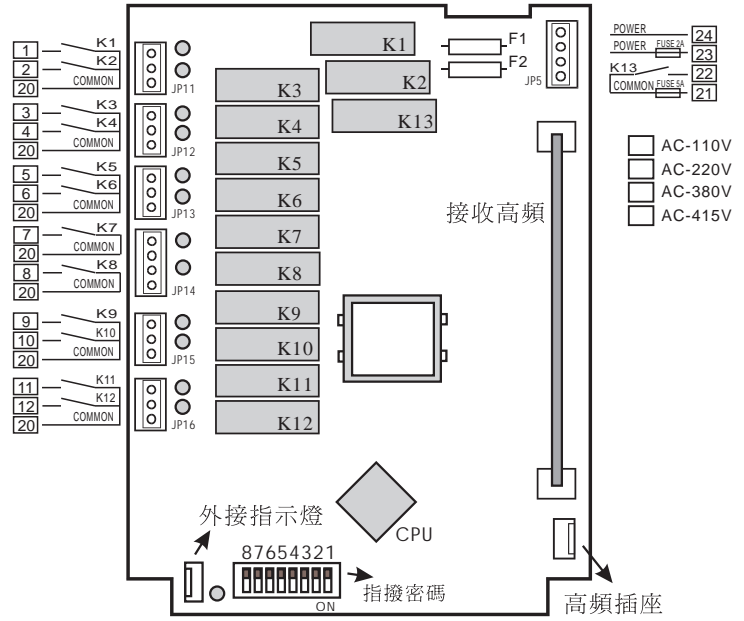 1 K1
2 K2
20 COMMON
JP11
3 K3
4 K4
20 COMMON
JP12
5 K5
6 K6
20 COMMON
JP13
7 K7
20 COMMON
8 K8
20 COMMON
JP14
9 K9
10 K10
20 COMMON
JP15
11 K11
12 K12
20 COMMON
JP16
K1
K2
K13
K3
K4
K5
K6
K7
K8
K9
K10
K11
K12
F1
F2
JP5
POWER 24
POWER FUSE 2A 23
K13 22
COMMON FUSE 5A 21
AC-110V
AC-220V
AC-380V
AC-415V
接收高頻
CPU
外接指示燈
87654321
ON
指撥密碼
高頻插座